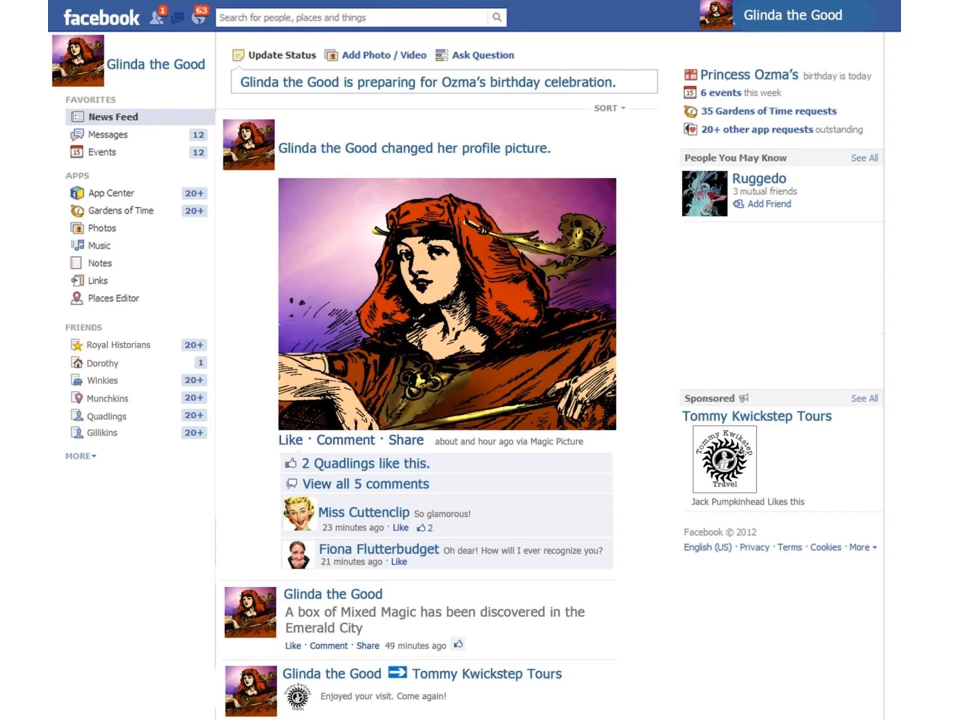 facebook
1
63
Search for people, places and things
Glinda the Good
Glinda the Good
FAVORITES
News Feed
Messages 12
Events 12
APPS
App Center 20+
Gardens of Time 20+
Photos
Music
Notes
Links
Places Editor
FRIENDS
Royal Historians 20+
Dorothy 1
Winkies 20+
Munchkins 20+
Quadlings 20+
Gillikins 20+
MORE
Update Status Add Photo / Video Ask Question
Glinda the Good is preparing for Ozma's birthday celebration.
SORT
Glinda the Good changed her profile picture.
Like · Comment · Share about and hour ago via Magic Picture
2 Quadlings like this.
View all 5 comments
Miss Cuttenclip So glamorous!
23 minutes ago · Like 2
Fiona Flutterbudget Oh dear! How will I ever recognize you?
21 minutes ago · Like
Glinda the Good
A box of Mixed Magic has been discovered in the
Emerald City
Like · Comment · Share 49 minutes ago
Glinda the Good Tommy Kwickstep Tours
Enjoyed your visit. Come again!
Princess Ozma's birthday is today
15 6 events this week
35 Gardens of Time requests
20+ other app requests outstanding
People You May Know See All
Ruggedo
3 mutual friends
Add Friend
Sponsored See All
Tommy Kwickstep Tours
Tommy Kwikstep
Travel
Jack Pumpkinhead Likes this
Facebook © 2012
English (US) · Privacy · Terms · Cookies · More